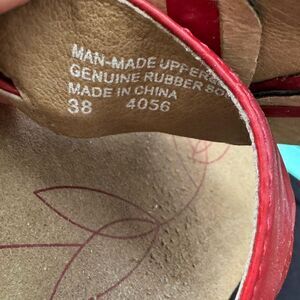 MAN-MADE UPPER
GENUINE RUBBER
MADE IN CHINA
38 4056